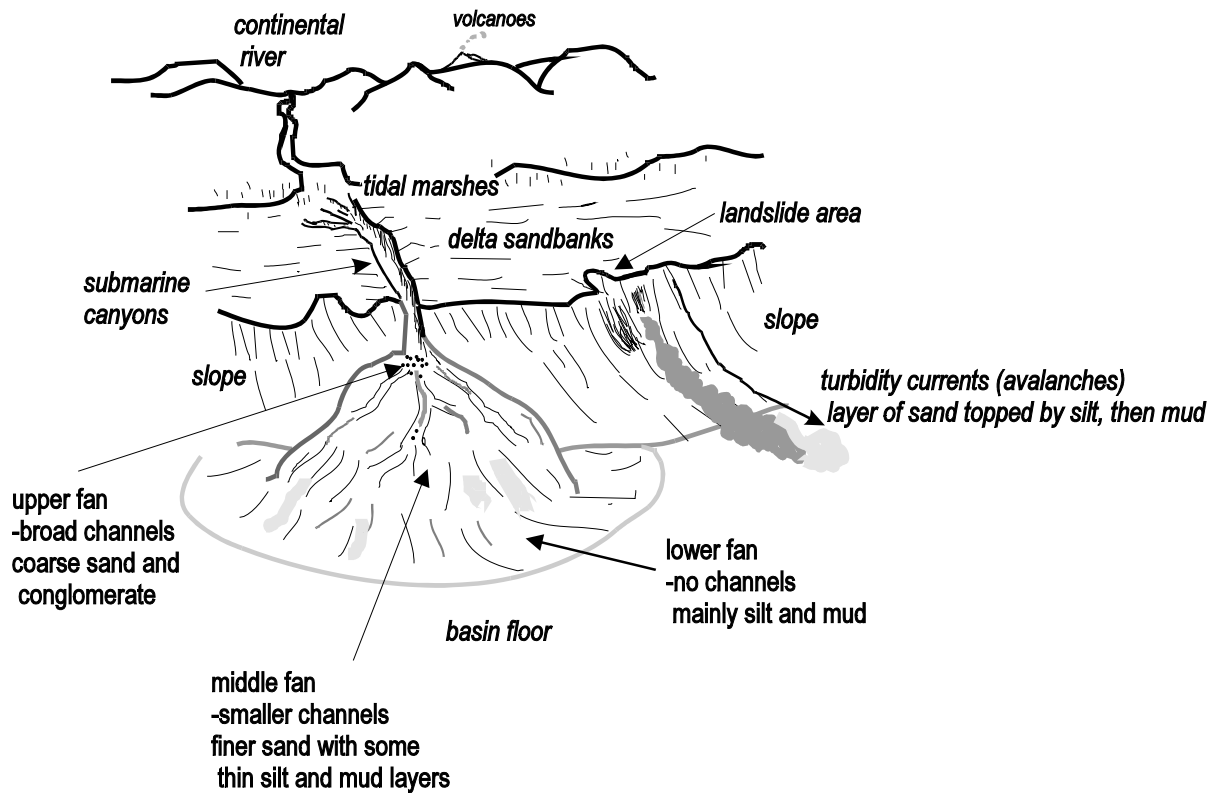 continental
river
volcanoes
tidal marshes
landslide area
delta sandbanks
submarine
canyons
slope
slope
turbidity currents (avalanches)
layer of sand topped by silt, then mud
upper fan
-broad channels
coarse sand and
conglomerate
lower fan
-no channels
mainly silt and mud
basin floor
middle fan
-smaller channels
finer sand with some
thin silt and mud layers